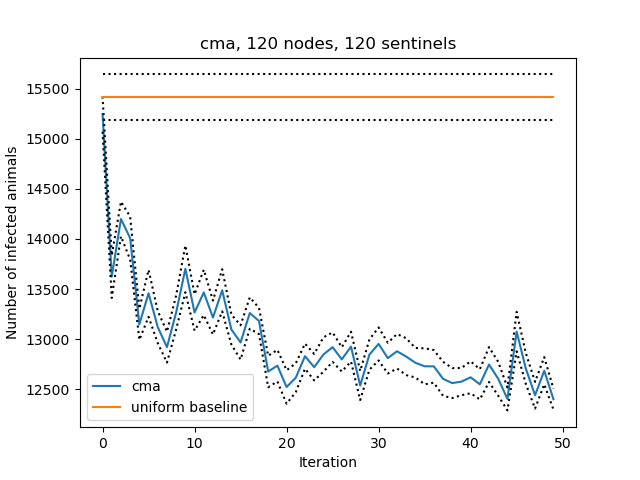 cma, 120 nodes, 120 sentinels
Number of infected animals
15500
15000
14500
14000
13500
13000
12500
cma
uniform baseline
0 10 20 30 40 50
Iteration